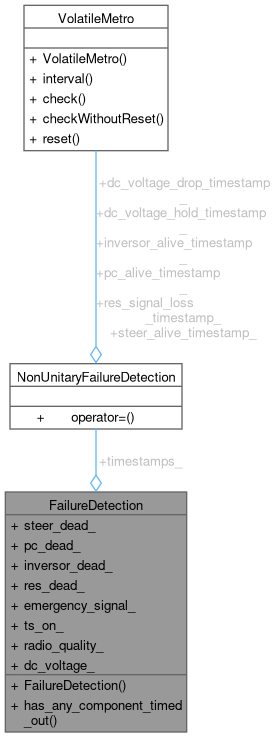 VolatileMetro
+ VolatileMetro()
+ interval()
+ check()
+ checkWithoutReset()
+ reset()
+dc_voltage_drop_timestamp
_
+dc_voltage_hold_timestamp
_
+inversor_alive_timestamp
_
+pc_alive_timestamp
_
+res_signal_loss
_timestamp_
+steer_alive_timestamp_
NonUnitaryFailureDetection
+ operator=()
+timestamps_
FailureDetection
+ steer_dead_
+ pc_dead_
+ inversor_dead_
+ res_dead_
+ emergency_signal_
+ ts_on_
+ radio_quality_
+ dc_voltage_
+ FailureDetection()
+ has_any_component_timed
_out()